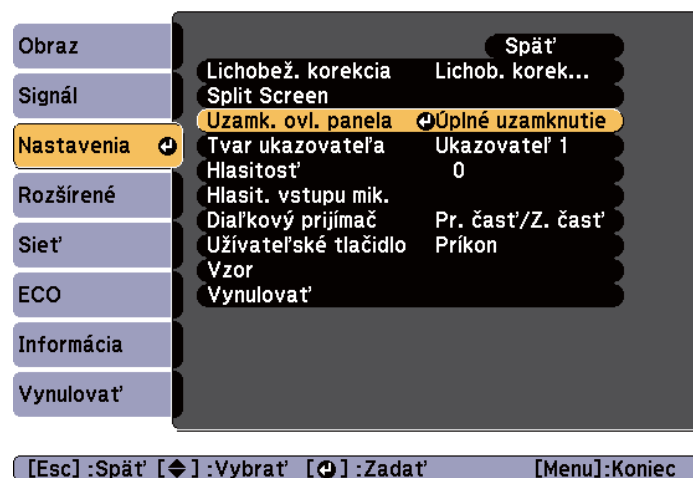 Obraz
Signál
Nastavenia
Rozšírené
Sieť
ECO
Informácia
Vynulovať
Späť
Lichobež. korekcia Lichob. korek...
Split Screen
Uzamk. ovl. panela Úplné uzamknutie
Tvar ukazovateľa Ukazovateľ 1
Hlasitosť 0
Hlasit. vstupu mik.
Diaľkový prijímač Pr. časť/Z. časť
Užívateľské tlačidlo Príkon
Vzor
Vynulovať
[Esc] :Späť [◆] :Vybrať [↵] :Zadať [Menu]:Koniec